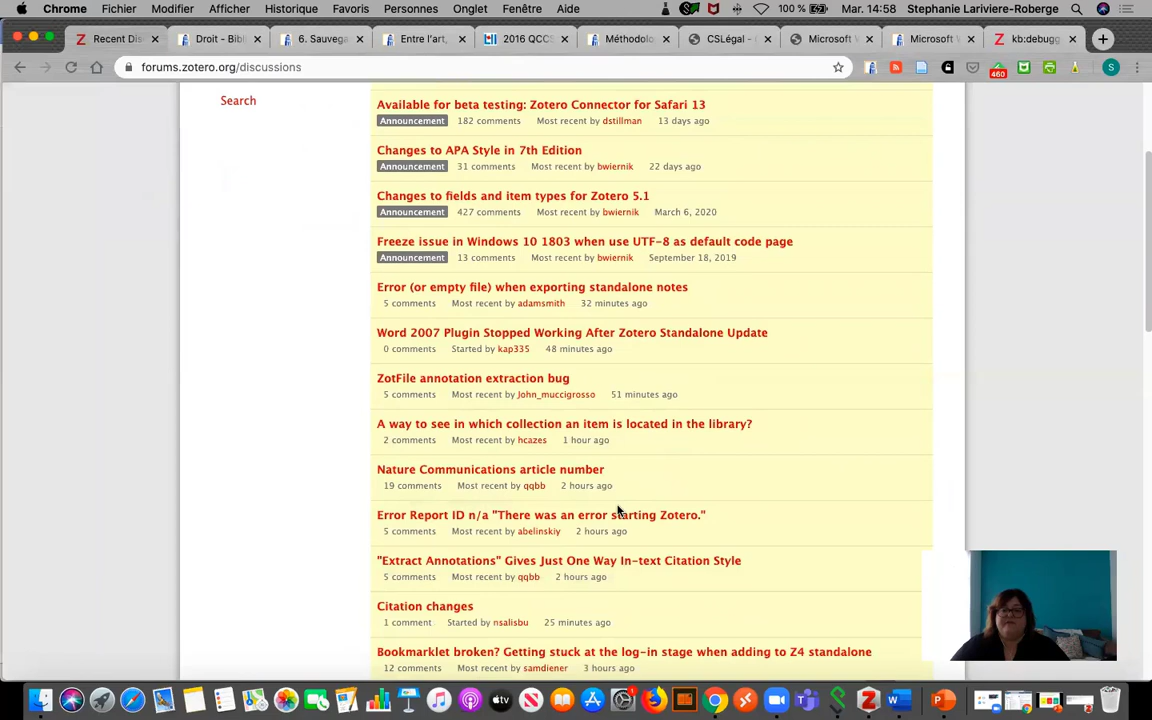 Chrome Fichier Modifier Afficher Historique Favoris Personnes Onglet Fenêtre Aide 100 % Mar. 14:58 Stephanie Lariviere-Roberge
Recent Dis Droit - Bibl 6. Sauvega Entre l'art, 2016 QCCS Méthodolo CSLégal - Microsoft V Microsoft V kb:debugg
forums.zotero.org/discussions
460
S
Search
Available for beta testing: Zotero Connector for Safari 13
Announcement 182 comments Most recent by dstillman 13 days ago
Changes to APA Style in 7th Edition
Announcement 31 comments Most recent by bwiernik 22 days ago
Changes to fields and item types for Zotero 5.1
Announcement 427 comments Most recent by bwiernik March 6, 2020
Freeze issue in Windows 10 1803 when use UTF-8 as default code page
Announcement 13 comments Most recent by bwiernik September 18, 2019
Error (or empty file) when exporting standalone notes
5 comments Most recent by adamsmith 32 minutes ago
Word 2007 Plugin Stopped Working After Zotero Standalone Update
0 comments Started by kap335 48 minutes ago
ZotFile annotation extraction bug
5 comments Most recent by John_muccigrosso 51 minutes ago
A way to see in which collection an item is located in the library?
2 comments Most recent by hcazes 1 hour ago
Nature Communications article number
19 comments Most recent by qqbb 2 hours ago
Error Report ID n/a "There was an error starting Zotero."
5 comments Most recent by abelinskiy 2 hours ago
"Extract Annotations" Gives Just One Way In-text Citation Style
5 comments Most recent by qqbb 2 hours ago
Citation changes
1 comment Started by nsalisbu 25 minutes ago
Bookmarklet broken? Getting stuck at the log-in stage when adding to Z4 standalone
12 comments Most recent by samdiener 3 hours ago